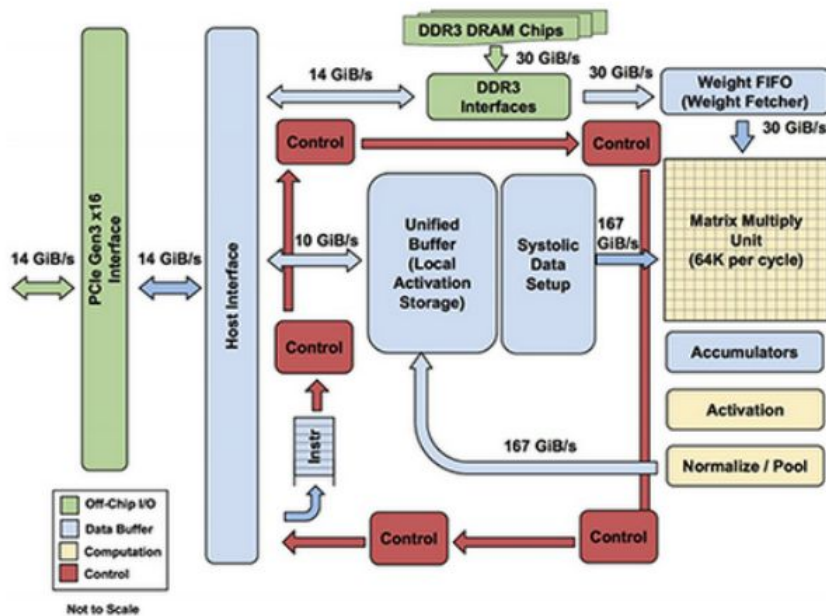 DDR3 DRAM Chips
30 GiB/s
14 GiB/s
DDR3
Interfaces
30 GiB/s
Weight FIFO
(Weight Fetcher)
30 GiB/s
Control
Control
Matrix Multiply
Unit
(64K per cycle)
PCIe Gen3 x16
Interface
14 GiB/s
14 GiB/s
Host Interface
10 GiB/s
Unified
Buffer
(Local
Activation
Storage)
Systolic
Data
Setup
167
GiB/s
Control
Accumulators
Activation
Instr
167 GiB/s
Normalize / Pool
Control
Control
Off-Chip I/O
Data Buffer
Computation
Control
Not to Scale